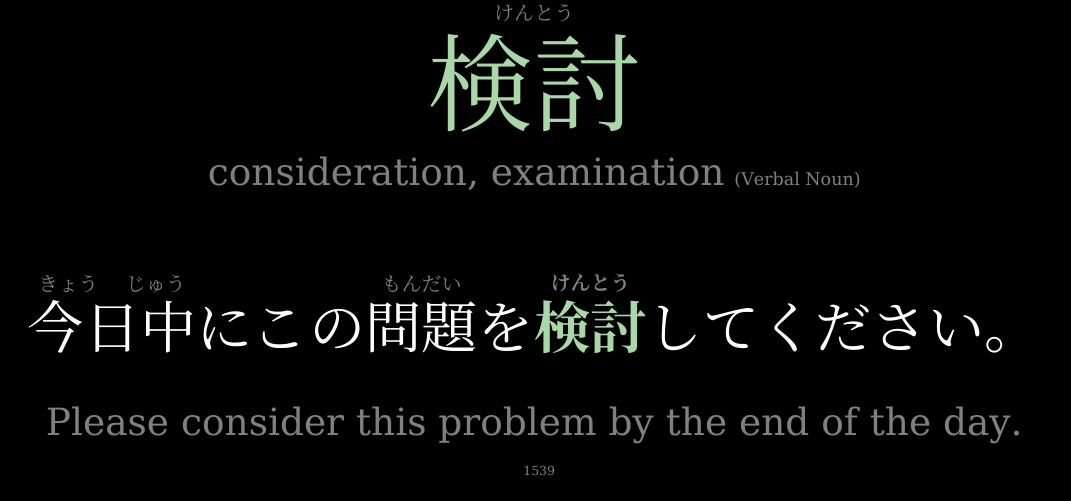 けんとう
検討
consideration, examination (Verbal Noun)
きょう じゅう もんだい けんとう
今日中にこの問題を検討してください。
Please consider this problem by the end of the day.
1539